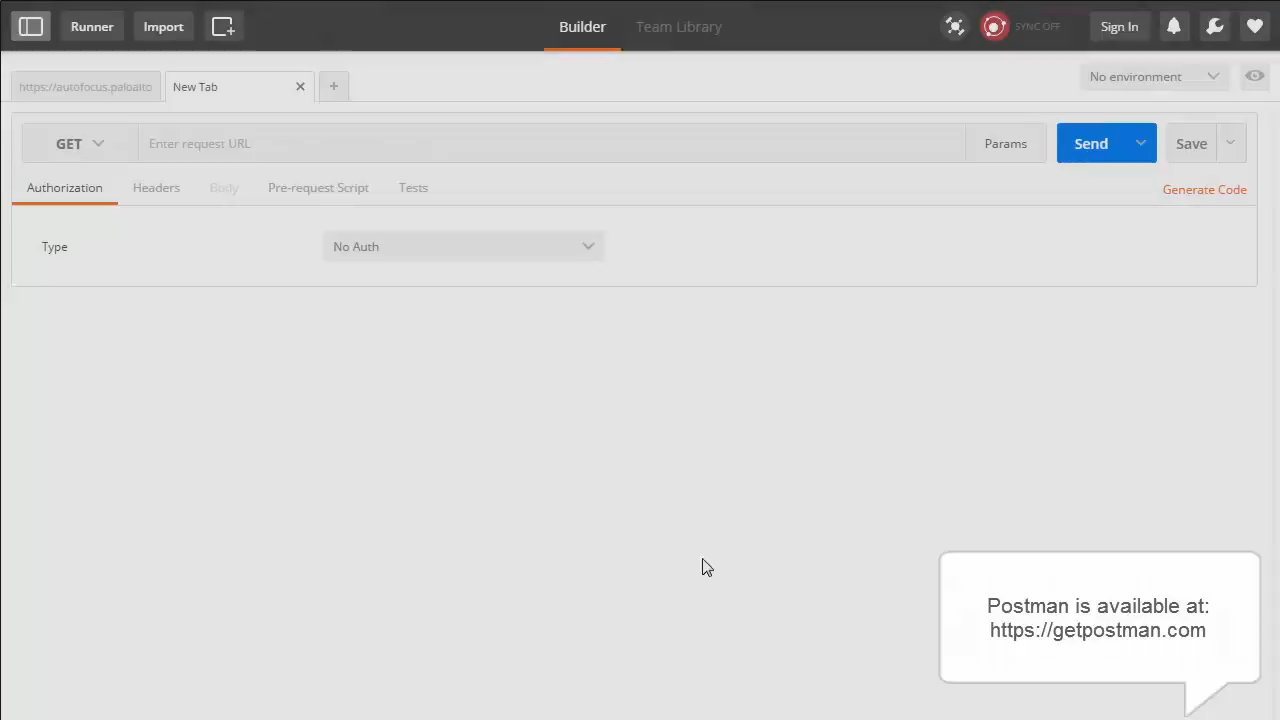 Runner Import Builder Team Library SYNC OFF Sign In
https://autofocus.paloalto New Tab + No environment
GET Enter request URL Params Send Save
Authorization Headers Body Pre-request Script Tests Generate Code
Type No Auth
Postman is available at:
https://getpostman.com